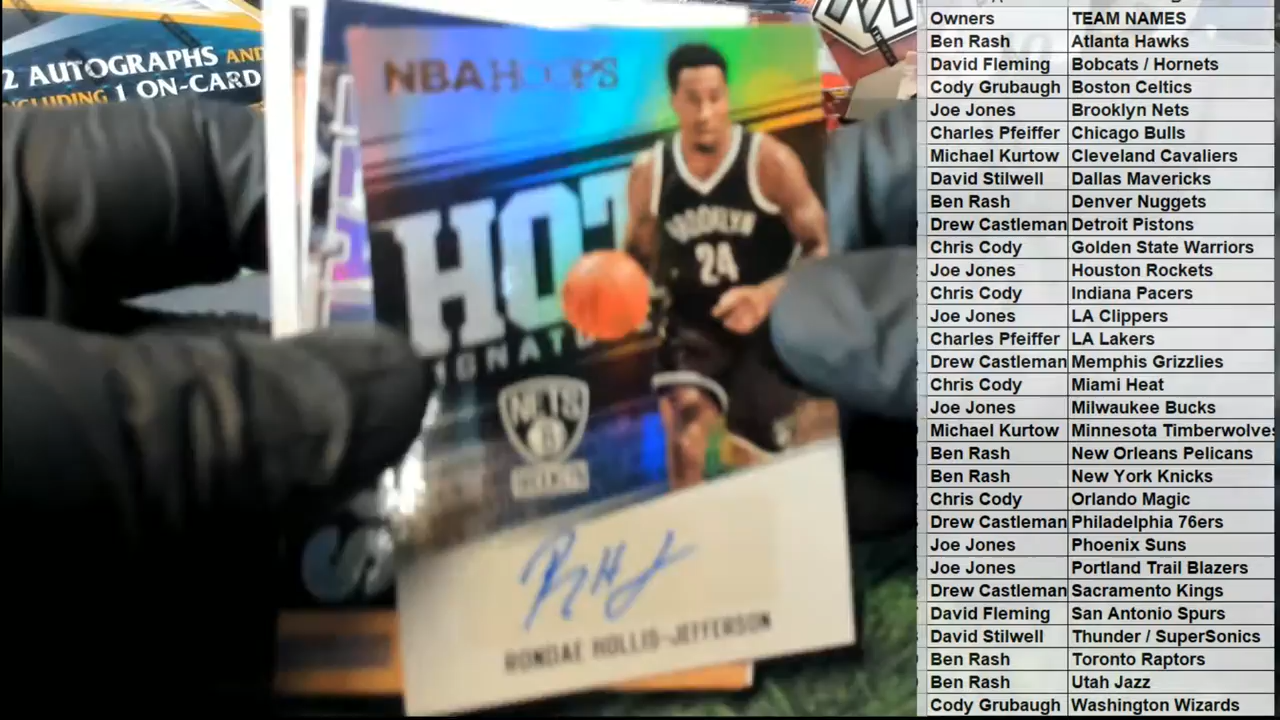 2 AUTOGRAPHS AND
INCLUDING 1 ON-CARD
NBA HOOPS
HOT
SIGNATU
BROOKLYN
24
NETS
B
BROOKLYN
RONDAE HOLLIS-JEFFERSON
Owners TEAM NAMES
Ben Rash Atlanta Hawks
David Fleming Bobcats / Hornets
Cody Grubaugh Boston Celtics
Joe Jones Brooklyn Nets
Charles Pfeiffer Chicago Bulls
Michael Kurtow Cleveland Cavaliers
David Stilwell Dallas Mavericks
Ben Rash Denver Nuggets
Drew Castleman Detroit Pistons
Chris Cody Golden State Warriors
Joe Jones Houston Rockets
Chris Cody Indiana Pacers
Joe Jones LA Clippers
Charles Pfeiffer LA Lakers
Drew Castleman Memphis Grizzlies
Chris Cody Miami Heat
Joe Jones Milwaukee Bucks
Michael Kurtow Minnesota Timberwolves
Ben Rash New Orleans Pelicans
Ben Rash New York Knicks
Chris Cody Orlando Magic
Drew Castleman Philadelphia 76ers
Joe Jones Phoenix Suns
Joe Jones Portland Trail Blazers
Drew Castleman Sacramento Kings
David Fleming San Antonio Spurs
David Stilwell Thunder / SuperSonics
Ben Rash Toronto Raptors
Ben Rash Utah Jazz
Cody Grubaugh Washington Wizards